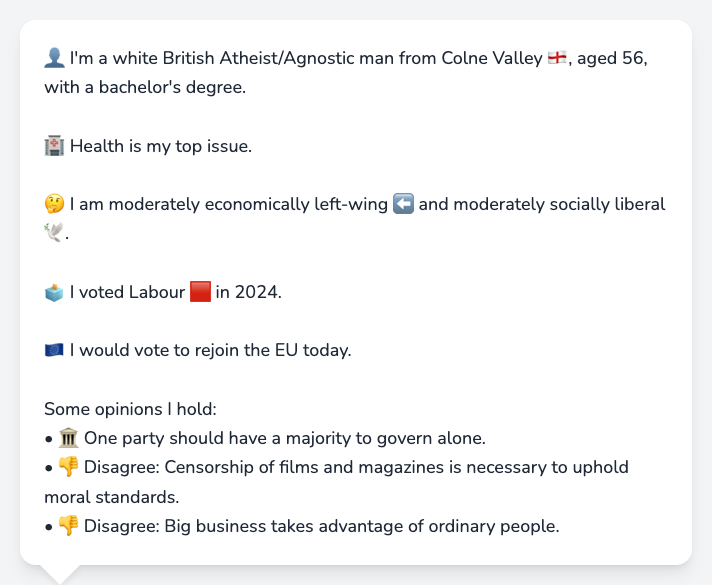 👤 I'm a white British Atheist/Agnostic man from Colne Valley 🏴󠁧󠁢󠁥󠁮󠁧󠁿, aged 56,
with a bachelor's degree.
🏥 Health is my top issue.
🤔 I am moderately economically left-wing ⬅️ and moderately socially liberal
🕊️.
🗳️ I voted Labour 🟥 in 2024.
🇪🇺 I would vote to rejoin the EU today.
Some opinions I hold:
• 🏛️ One party should have a majority to govern alone.
• 👎 Disagree: Censorship of films and magazines is necessary to uphold
moral standards.
• 👎 Disagree: Big business takes advantage of ordinary people.